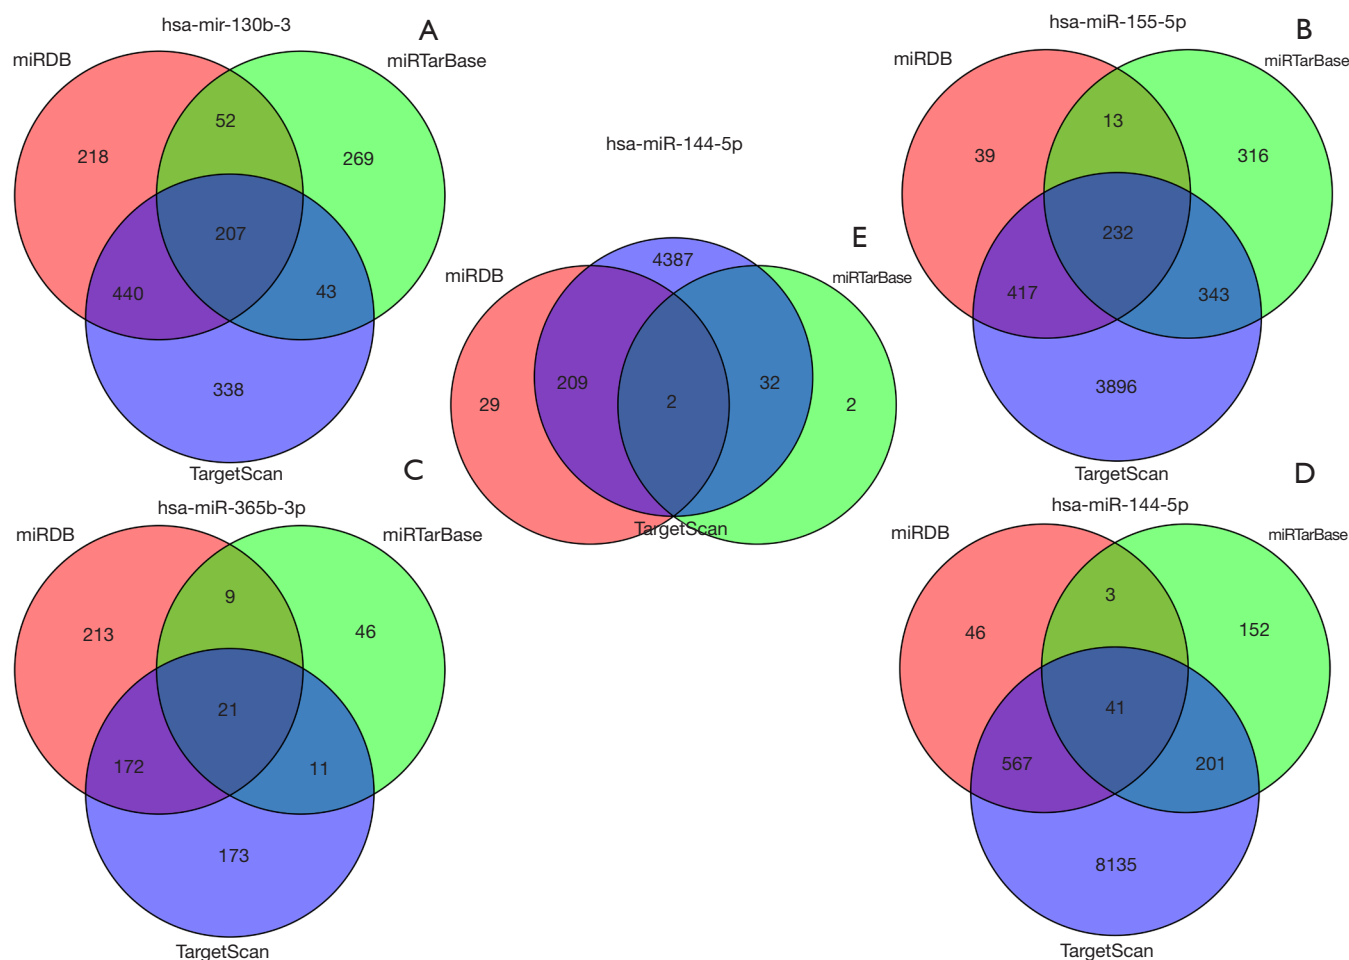 hsa-mir-130b-3
A
miRDB
miRTarBase
52
218
269
207
440
43
338
TargetScan
hsa-miR-155-5p
B
miRDB
miRTarBase
13
39
316
232
417
343
3896
TargetScan
hsa-miR-144-5p
E
miRDB
miRTarBase
4387
209
32
29
2
2
TargetScan
C
hsa-miR-365b-3p
miRDB
miRTarBase
9
213
46
21
172
11
173
TargetScan
D
hsa-miR-144-5p
miRDB
miRTarBase
3
46
152
41
567
201
8135
TargetScan